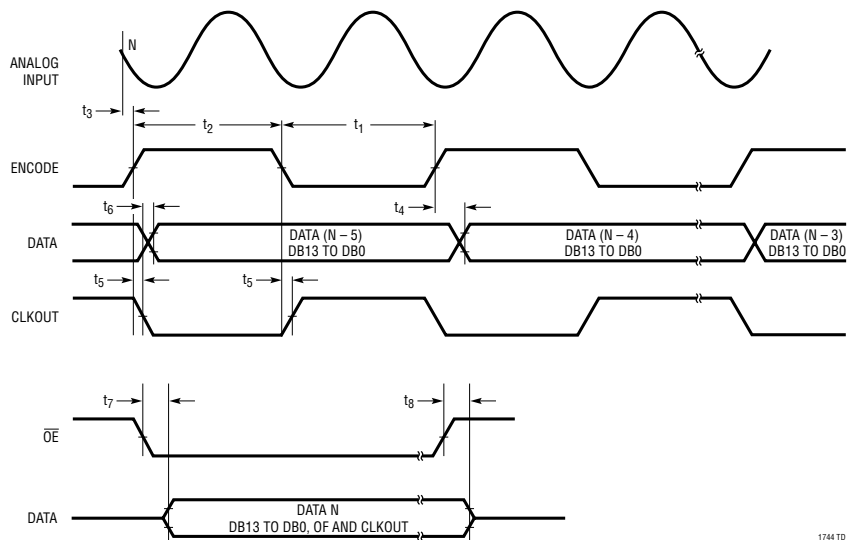 N
ANALOG
INPUT
t3
t2
t1
ENCODE
t6
t4
DATA
DATA (N – 5)
DB13 TO DB0
DATA (N – 4)
DB13 TO DB0
DATA (N – 3)
DB13 TO DB0
t5
t5
CLKOUT
t7
t8
OE
DATA
DATA N
DB13 TO DB0, OF AND CLKOUT
1744 TD